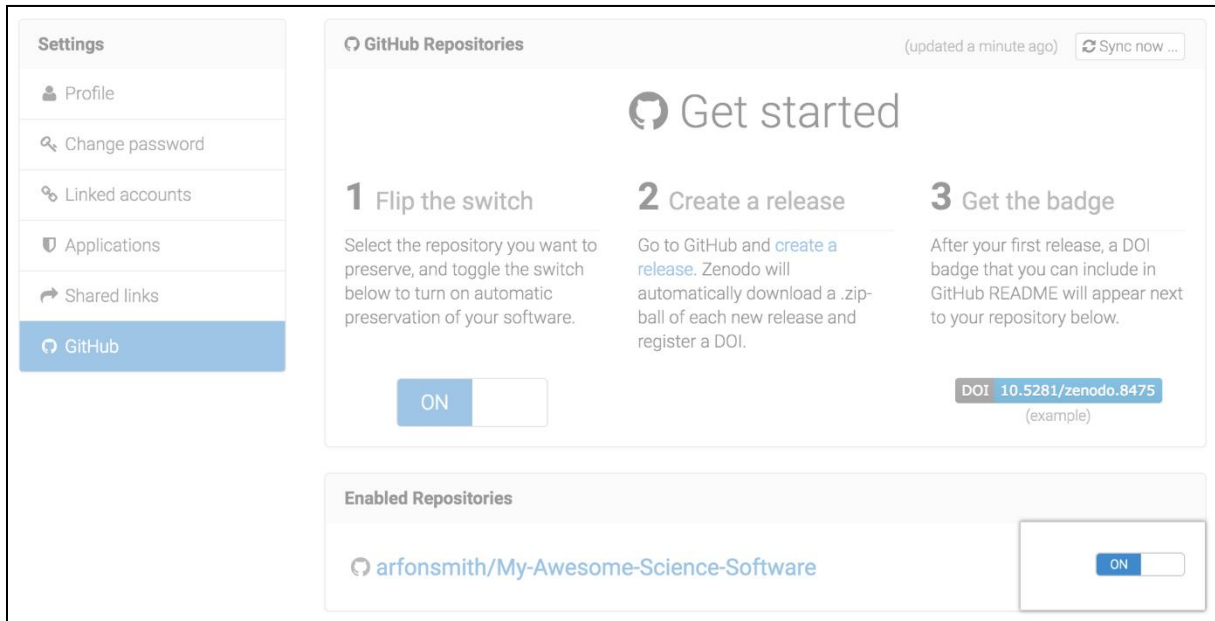 Settings
Profile
Change password
Linked accounts
Applications
Shared links
GitHub
GitHub Repositories
(updated a minute ago)
Sync now ...
Get started
1 Flip the switch
Select the repository you want to
preserve, and toggle the switch
below to turn on automatic
preservation of your software.
ON
2 Create a release
Go to GitHub and create a
release. Zenodo will
automatically download a .zip-
ball of each new release and
register a DOI.
3 Get the badge
After your first release, a DOI
badge that you can include in
GitHub README will appear next
to your repository below.
DOI 10.5281/zenodo.8475
(example)
Enabled Repositories
arfonsmith/My-Awesome-Science-Software
ON